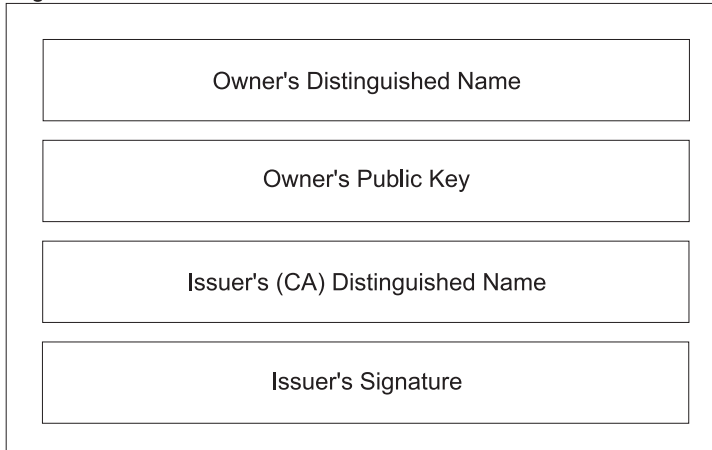 Owner's Distinguished Name
Owner's Public Key
Issuer's (CA) Distinguished Name
Issuer's Signature